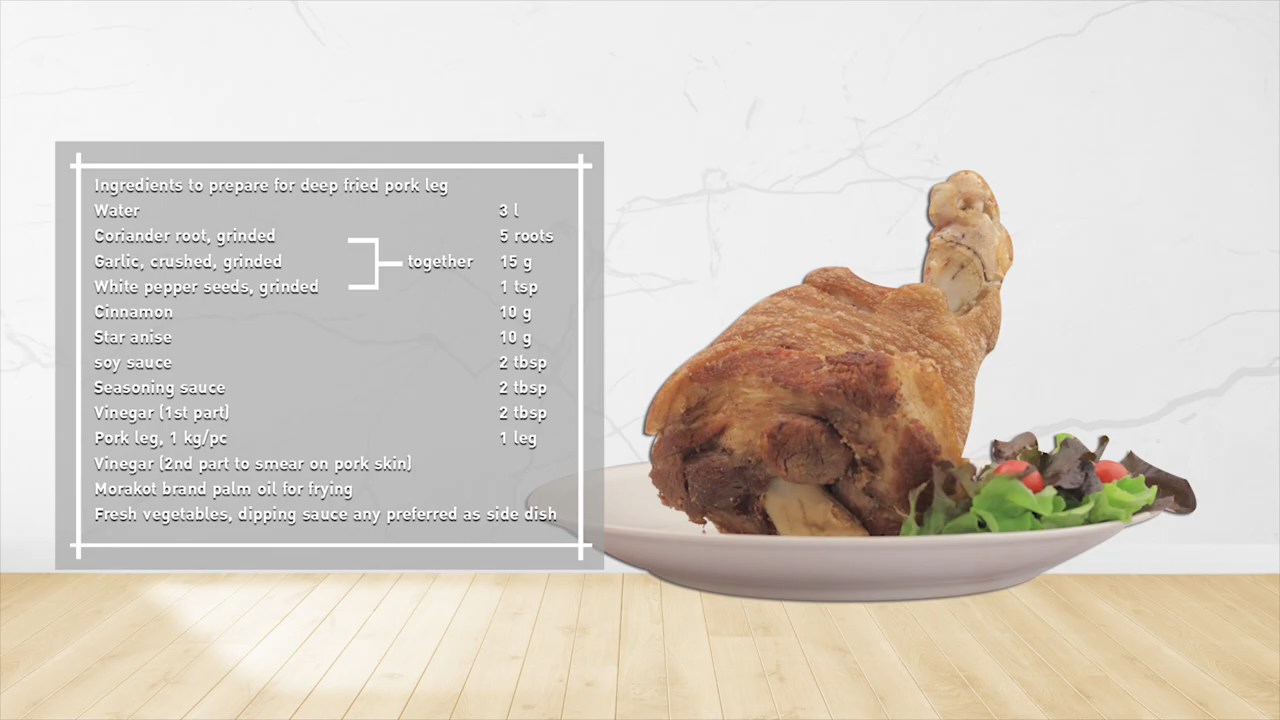 Ingredients to prepare for deep fried pork leg
Water 3 l
Coriander root, grinded 5 roots
Garlic, crushed, grinded together 15 g
White pepper seeds, grinded 1 tsp
Cinnamon 10 g
Star anise 10 g
soy sauce 2 tbsp
Seasoning sauce 2 tbsp
Vinegar (1st part) 2 tbsp
Pork leg, 1 kg/pc 1 leg
Vinegar (2nd part to smear on pork skin)
Morakot brand palm oil for frying
Fresh vegetables, dipping sauce any preferred as side dish